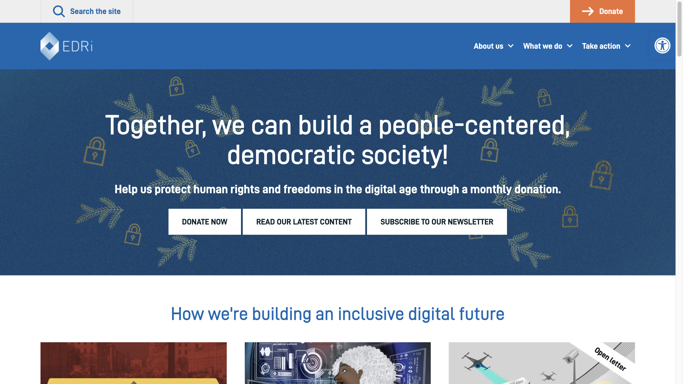 Search the site
Donate
EDRi
About us
What we do
Take action
Together, we can build a people-centered,
democratic society!
Help us protect human rights and freedoms in the digital age through a monthly donation.
DONATE NOW
READ OUR LATEST CONTENT
SUBSCRIBE TO OUR NEWSLETTER
How we're building an inclusive digital future
Open letter